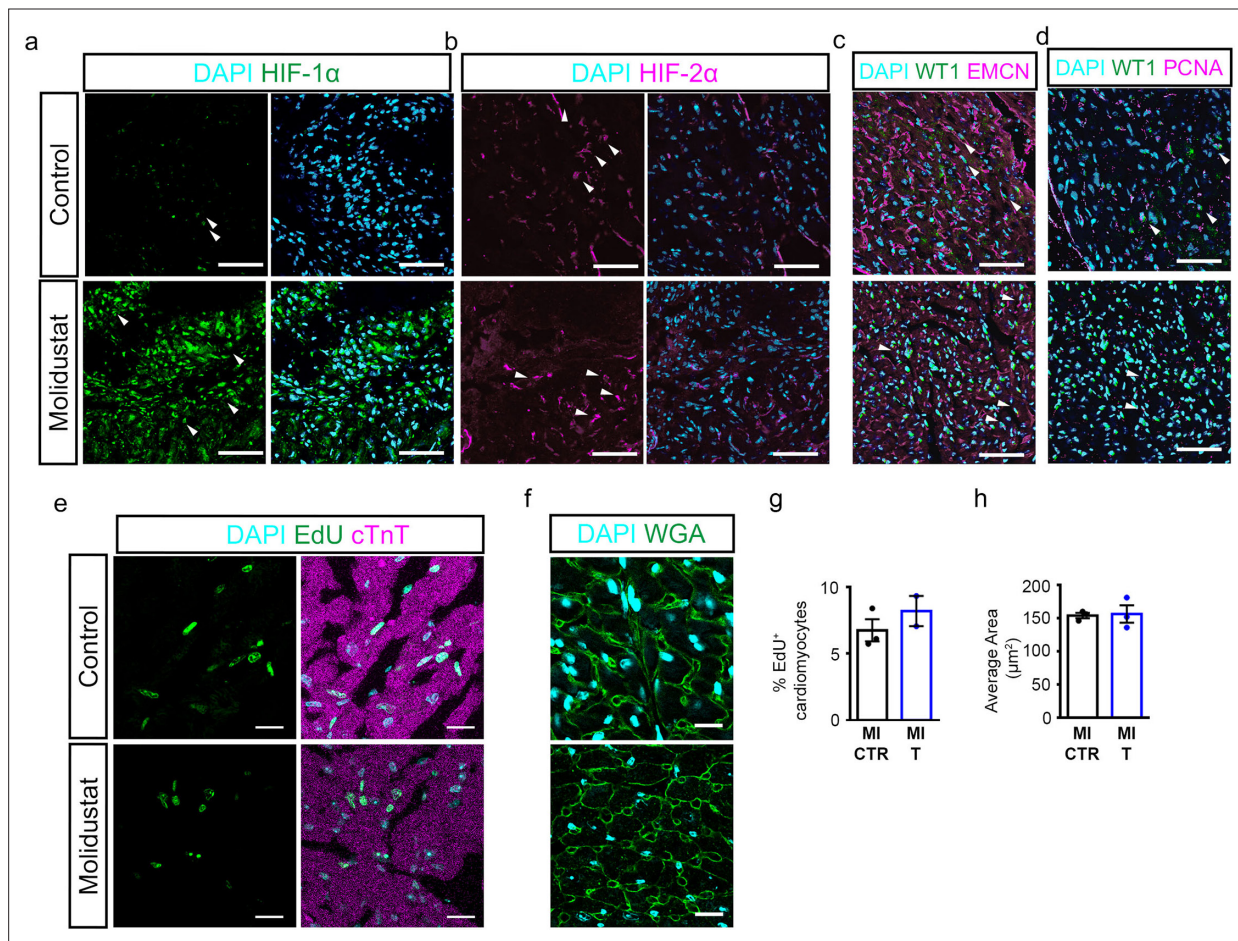 a
b
c
d
DAPI HIF-1α
DAPI HIF-2α
DAPI WT1 EMCN
DAPI WT1 PCNA
Control
Molidustat
e
f
g
h
DAPI EdU cTnT
DAPI WGA
Control
Molidustat
% EdU⁺
cardiomyocytes
10
5
0
MI
CTR
MI
T
Average Area
(µm²)
200
150
100
50
0
MI
CTR
MI
T